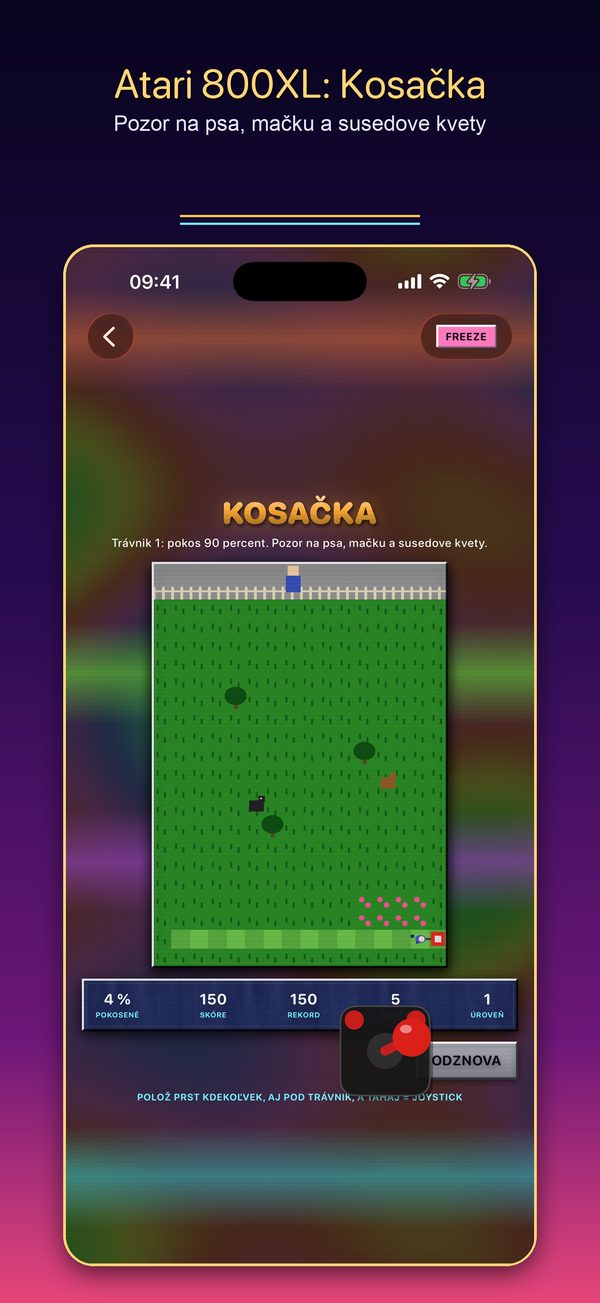 Atari 800XL: Kosačka
Pozor na psa, mačku a susedove kvety
09:41
FREEZE
KOSAČKA
Trávnik 1: pokos 90 percent. Pozor na psa, mačku a susedove kvety.
4 % 150 150 5 1
POKOSENÉ SKÓRE REKORD ÚROVEŇ
ODZNOVA
POLOŽ PRST KDEKOĽVEK, AJ POD TRÁVNIK, A ŤAHAJ = JOYSTICK